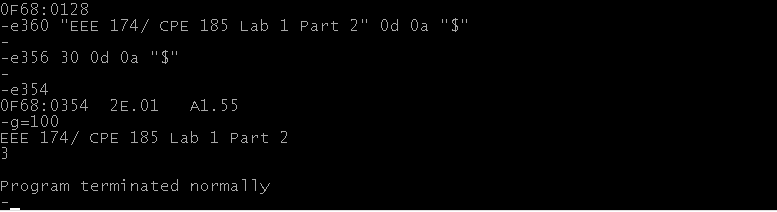 0F68:0128
-e360 "EEE 174/ CPE 185 Lab 1 Part 2" 0d 0a "$"
-
-e356 30 0d 0a "$"
-
-e354
0F68:0354  2E.01   A1.55
-g=100
EEE 174/ CPE 185 Lab 1 Part 2
3
Program terminated normally
-_